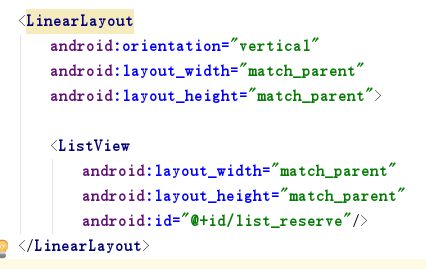 <LinearLayout
android:orientation="vertical"
android:layout_width="match_parent"
android:layout_height="match_parent">
<ListView
android:layout_width="match_parent"
android:layout_height="match_parent"
android:id="@+id/list_reserve"/>
</LinearLayout>